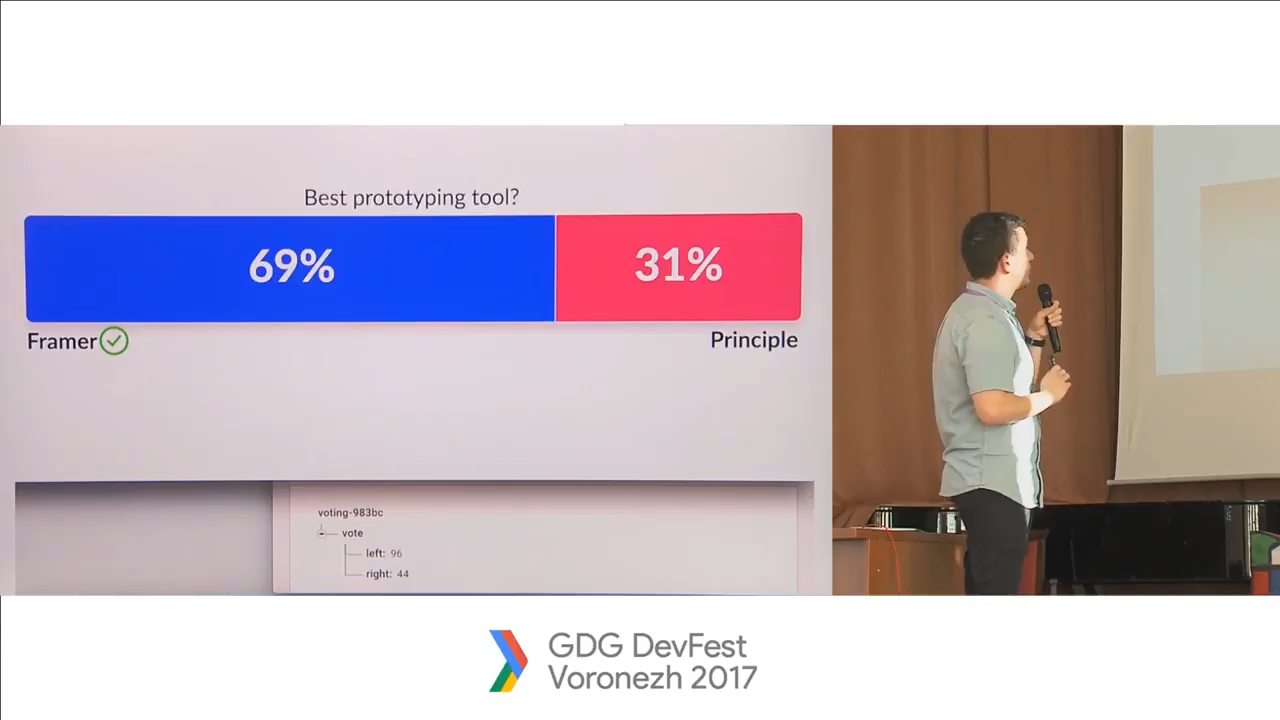 Best prototyping tool?
69%
31%
Framer
Principle
voting-983bc
vote
left: 96
right: 44
GDG DevFest
Voronezh 2017